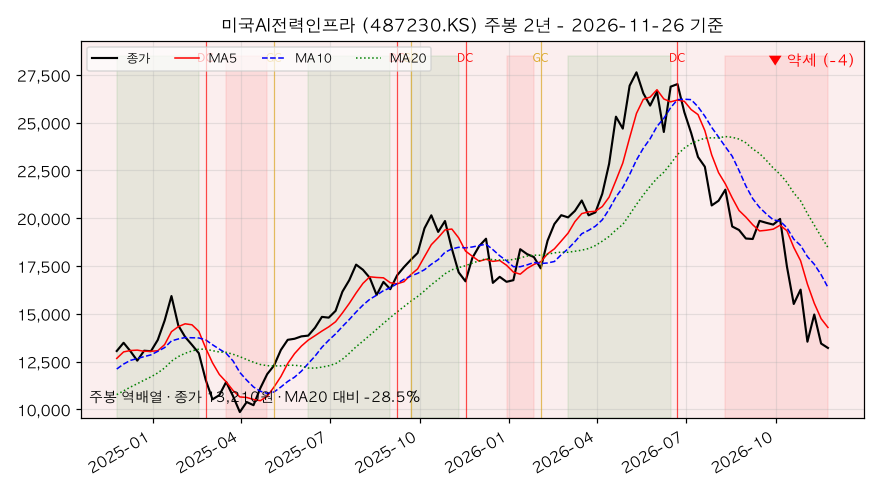 미국AI전력인프라 (487230.KS) 주봉 2년 - 2026-11-26 기준
종가 MA5 MA10 MA20
DC GC DC GC DC
▼ 약세 (-4)
27,500
25,000
22,500
20,000
17,500
15,000
12,500
10,000
주봉 역배열 · 종가 13,210원 · MA20 대비 -28.5%
2025-01 2025-04 2025-07 2025-10 2026-01 2026-04 2026-07 2026-10